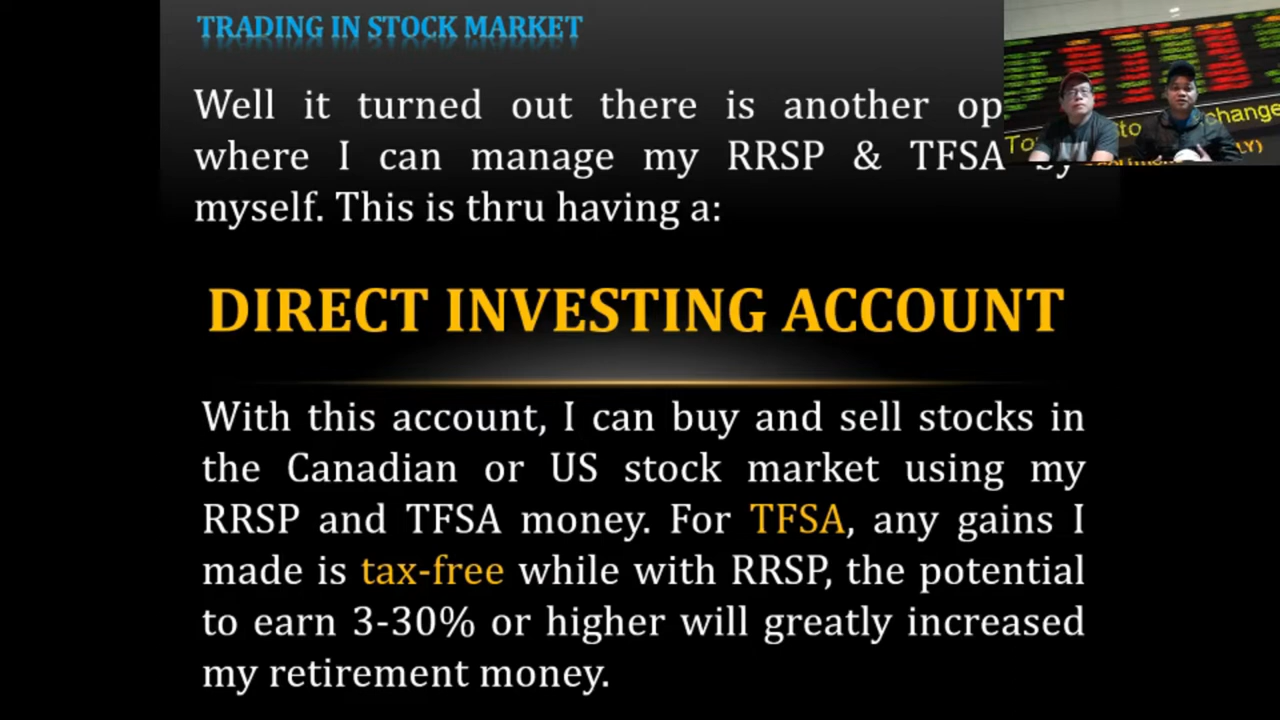 TRADING IN STOCK MARKET
Well it turned out there is another op
where I can manage my RRSP & TFSA by
myself. This is thru having a:
DIRECT INVESTING ACCOUNT
With this account, I can buy and sell stocks in
the Canadian or US stock market using my
RRSP and TFSA money. For TFSA, any gains I
made is tax-free while with RRSP, the potential
to earn 3-30% or higher will greatly increased
my retirement money.
change